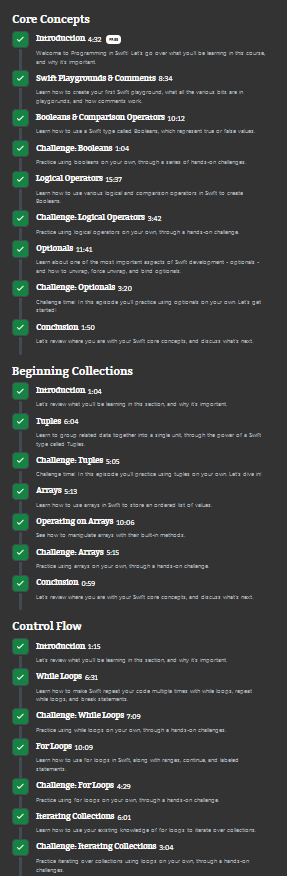 Core Concepts
Introduction 4:32 FREE
Welcome to Programming in Swift! Let's go over what you'll be learning in this course,
and why it's important.
Swift Playgrounds & Comments 8:34
Learn how to create your first Swift playground, what all the various bits are in
playgrounds, and how comments work.
Booleans & Comparison Operators 10:12
Learn how to use a Swift type called Booleans, which represent true or false values.
Challenge: Booleans 1:04
Practice using booleans on your own, through a series of hands-on challenges.
Logical Operators 15:37
Learn how to use various logical and comparison operators in Swift to create
Booleans.
Challenge: Logical Operators 3:42
Practice using logical operators on your own, through a hands-on challenge.
Optionals 11:41
Learn about one of the most important aspects of Swift development - optionals -
and how to unwrap, force unwrap, and bind optionals.
Challenge: Optionals 3:20
Challenge time! In this episode you'll practice using optionals on your own. Let's get
started!
Conclusion 1:50
Let's review where you are with your Swift core concepts, and discuss what's next.
Beginning Collections
Introduction 1:04
Let's review what you'll be learning in this section, and why it's important.
Tuples 6:04
Learn to group related data together into a single unit, through the power of a Swift
type called Tuples.
Challenge: Tuples 5:05
Challenge time! In this episode you'll practice using tuples on your own. Let's dive in!
Arrays 5:13
Learn how to use arrays in Swift to store an ordered list of values.
Operating on Arrays 10:06
See how to manipulate arrays with their built-in methods.
Challenge: Arrays 5:15
Practice using arrays on your own, through a hands-on challenge.
Conclusion 0:59
Let's review where you are with your Swift core concepts, and discuss what's next.
Control Flow
Introduction 1:15
Let's review what you'll be learning in this section, and why it's important.
While Loops 6:31
Learn how to make Swift repeat your code multiple times with while loops, repeat
while loops, and break statements.
Challenge: While Loops 7:09
Practice using while loops on your own, through a hands-on challenges.
For Loops 10:09
Learn how to use for loops in Swift, along with ranges, continue, and labeled
statements.
Challenge: For Loops 4:29
Practice using for loops on your own, through a hands-on challenge.
Iterating Collections 6:01
Learn how to use your existing knowledge of for loops to iterate over collections.
Challenge: Iterating Collections 3:04
Practice iterating over collections using loops on your own, through a hands-on
challenges.